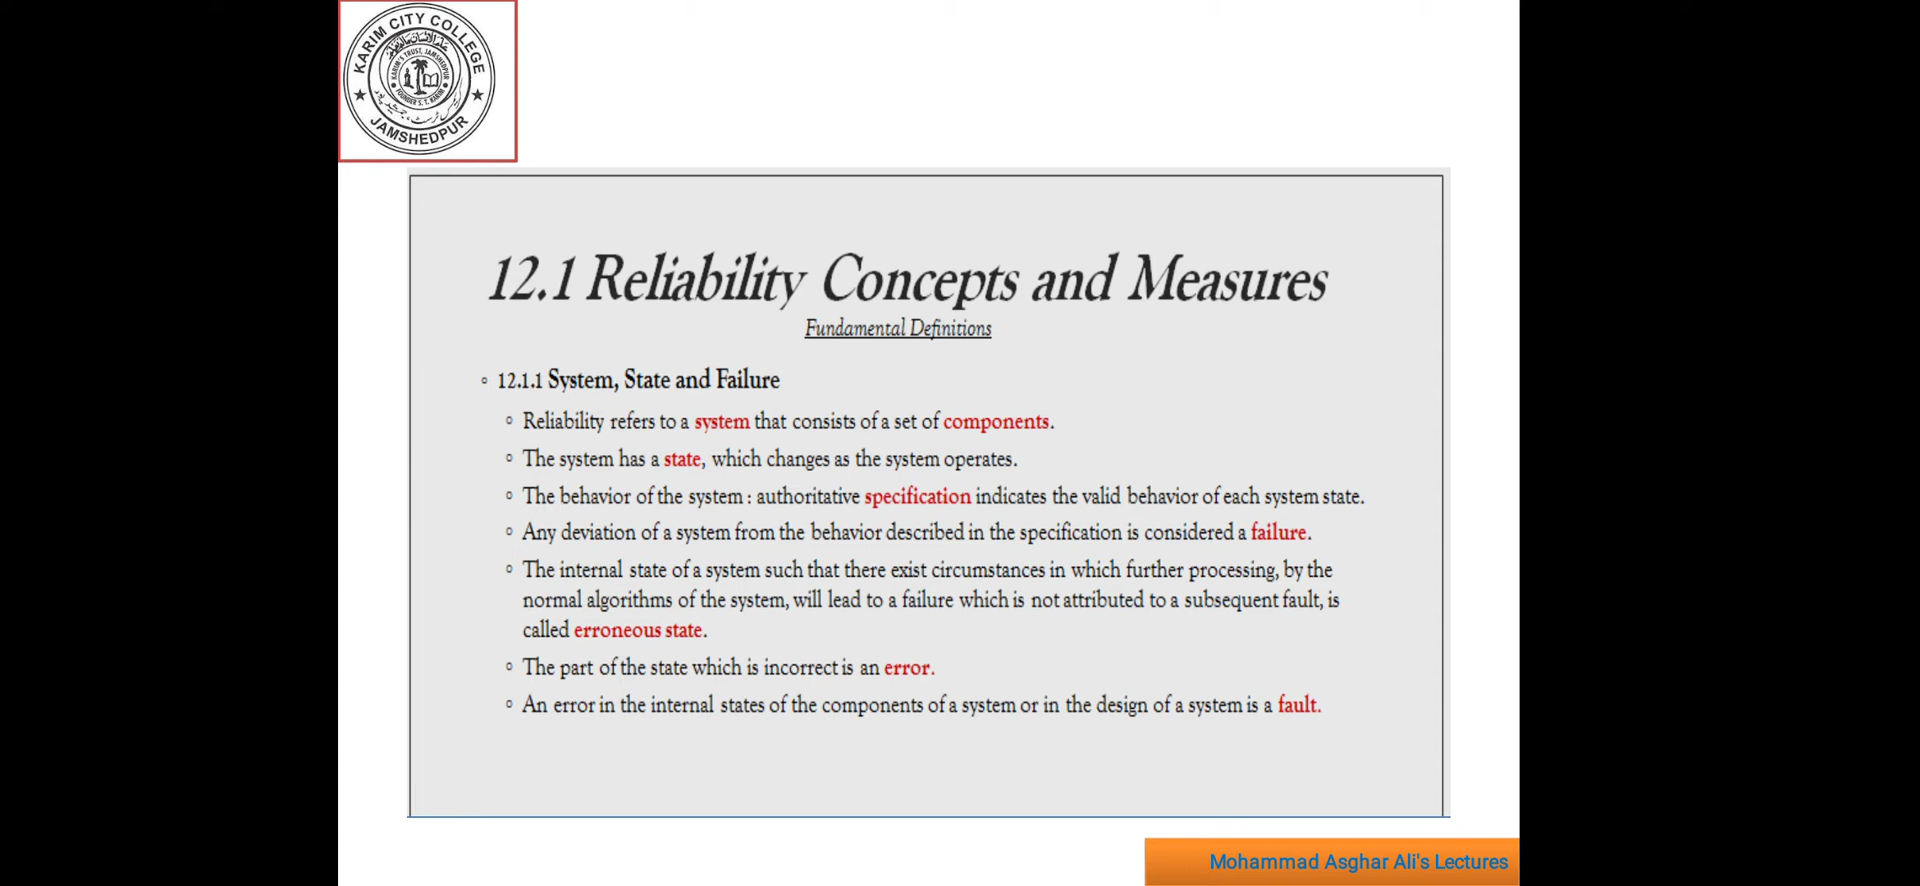 KARIM CITY COLLEGE
KARIM'S TRUST, JAMSHEDPUR
FOUNDER S. T. KARIM
JAMSHEDPUR
12.1 Reliability Concepts and Measures
Fundamental Definitions
12.1.1 System, State and Failure
Reliability refers to a system that consists of a set of components.
The system has a state, which changes as the system operates.
The behavior of the system : authoritative specification indicates the valid behavior of each system state.
Any deviation of a system from the behavior described in the specification is considered a failure.
The internal state of a system such that there exist circumstances in which further processing, by the
normal algorithms of the system, will lead to a failure which is not attributed to a subsequent fault, is
called erroneous state.
The part of the state which is incorrect is an error.
An error in the internal states of the components of a system or in the design of a system is a fault.
Mohammad Asghar Ali's Lectures